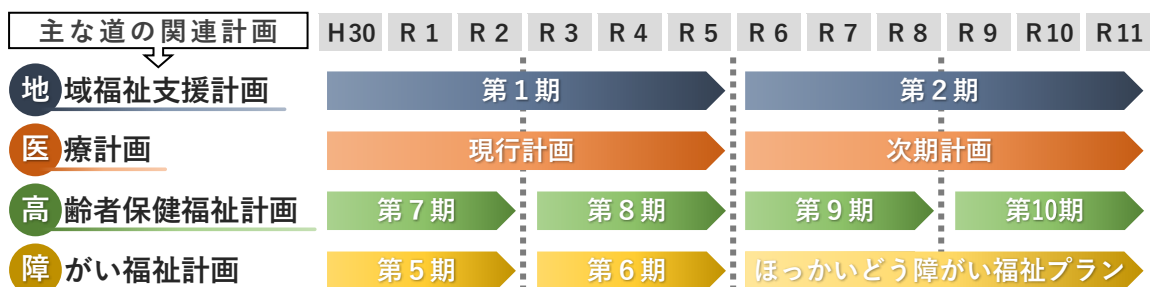 主な道の関連計画 H30 R1 R2 R3 R4 R5 R6 R7 R8 R9 R10 R11
地域福祉支援計画 第1期 第2期
医療計画 現行計画 次期計画
高齢者保健福祉計画 第7期 第8期 第9期 第10期
障がい福祉計画 第5期 第6期 ほっかいどう障がい福祉プラン